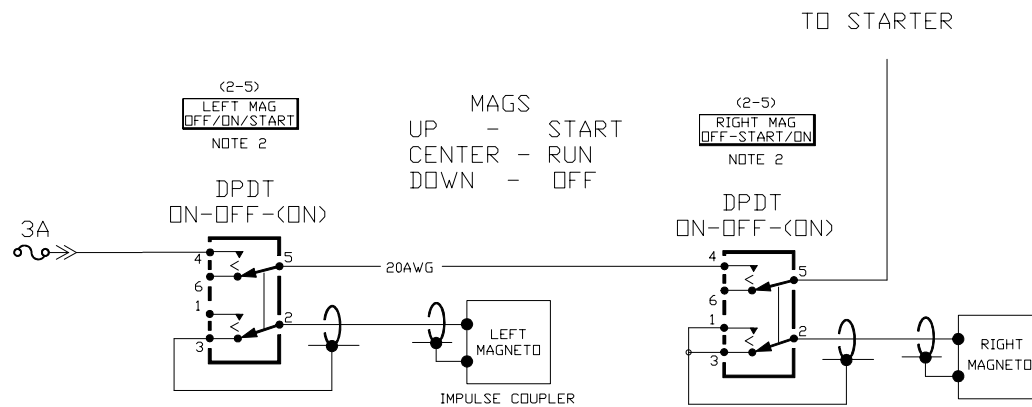 TO STARTER
(2-5)
LEFT MAG
OFF/ON/START
NOTE 2
MAGS
UP - START
CENTER - RUN
DOWN - OFF
(2-5)
RIGHT MAG
OFF-START/ON
NOTE 2
DPDT
ON-OFF-(ON)
DPDT
ON-OFF-(ON)
3A
4
5
6
1
2
3
20AWG
LEFT
MAGNETO
IMPULSE COUPLER
4
5
6
1
2
3
RIGHT
MAGNETO